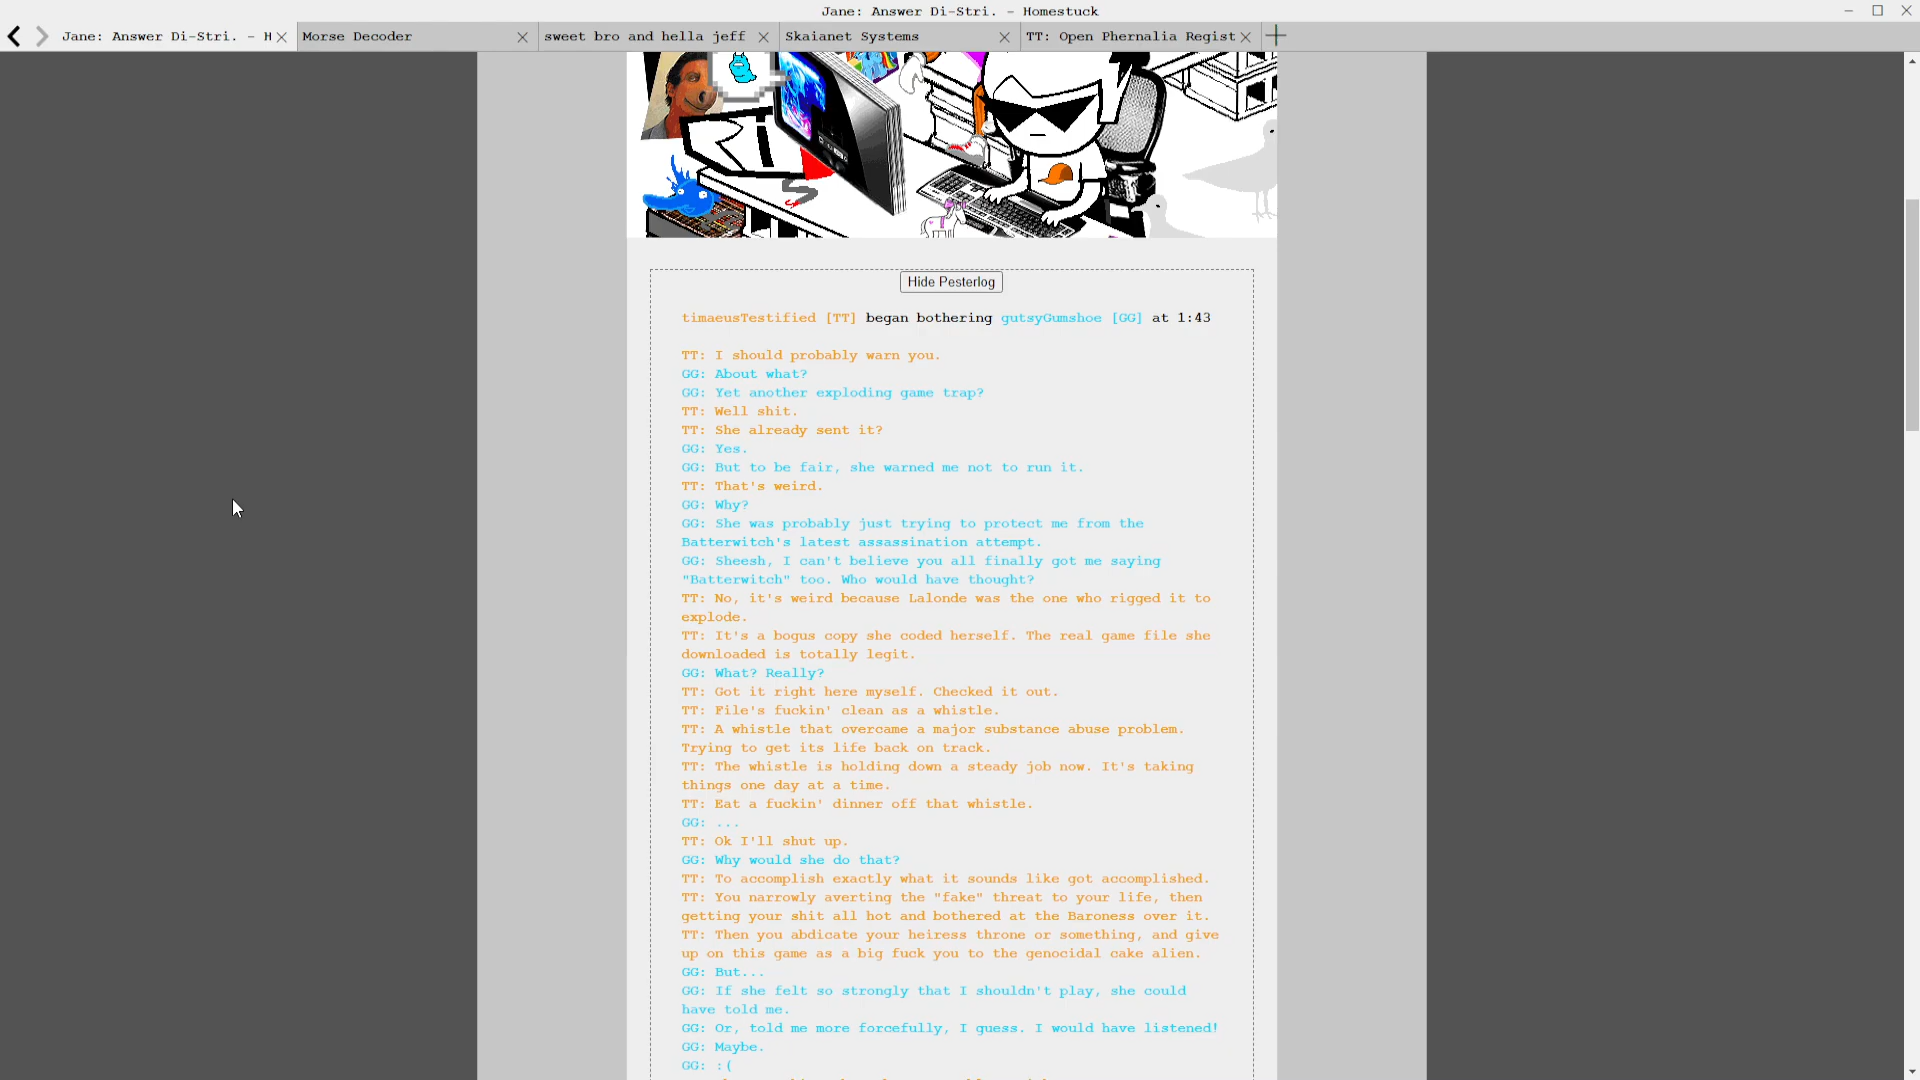 Jane: Answer Di-Stri. - Homestuck
Jane: Answer Di-Stri. - H
Morse Decoder
sweet bro and hella jeff
Skaianet Systems
TT: Open Phernalia Regist
Hide Pesterlog
timaeusTestified [TT] began bothering gutsyGumshoe [GG] at 1:43
TT: I should probably warn you.
GG: About what?
GG: Yet another exploding game trap?
TT: Well shit.
TT: She already sent it?
GG: Yes.
GG: But to be fair, she warned me not to run it.
TT: That's weird.
GG: Why?
GG: She was probably just trying to protect me from the
Batterwitch's latest assassination attempt.
GG: Sheesh, I can't believe you all finally got me saying
"Batterwitch" too. Who would have thought?
TT: No, it's weird because Lalonde was the one who rigged it to
explode.
TT: It's a bogus copy she coded herself. The real game file she
downloaded is totally legit.
GG: What? Really?
TT: Got it right here myself. Checked it out.
TT: File's fuckin' clean as a whistle.
TT: A whistle that overcame a major substance abuse problem.
Trying to get its life back on track.
TT: The whistle is holding down a steady job now. It's taking
things one day at a time.
TT: Eat a fuckin' dinner off that whistle.
GG: ...
TT: Ok I'll shut up.
GG: Why would she do that?
TT: To accomplish exactly what it sounds like got accomplished.
TT: You narrowly averting the "fake" threat to your life, then
getting your shit all hot and bothered at the Baroness over it.
TT: Then you abdicate your heiress throne or something, and give
up on this game as a big fuck you to the genocidal cake alien.
GG: But...
GG: If she felt so strongly that I shouldn't play, she could
have told me.
GG: Or, told me more forcefully, I guess. I would have listened!
GG: Maybe.
GG: :(